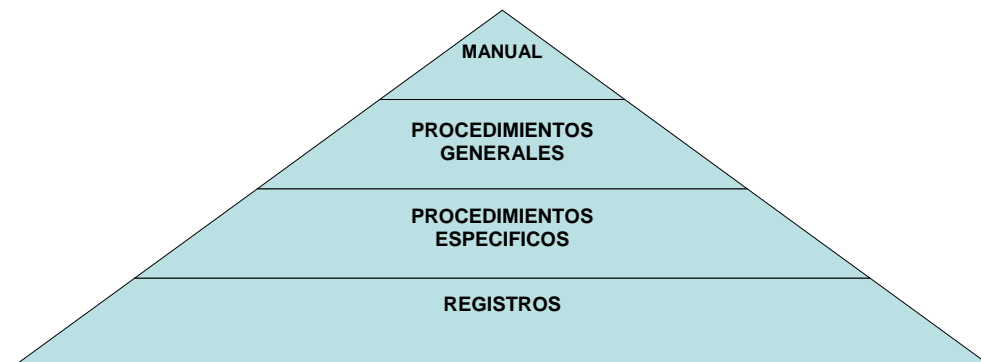 MANUAL
PROCEDIMIENTOS
GENERALES
PROCEDIMIENTOS
ESPECIFICOS
REGISTROS